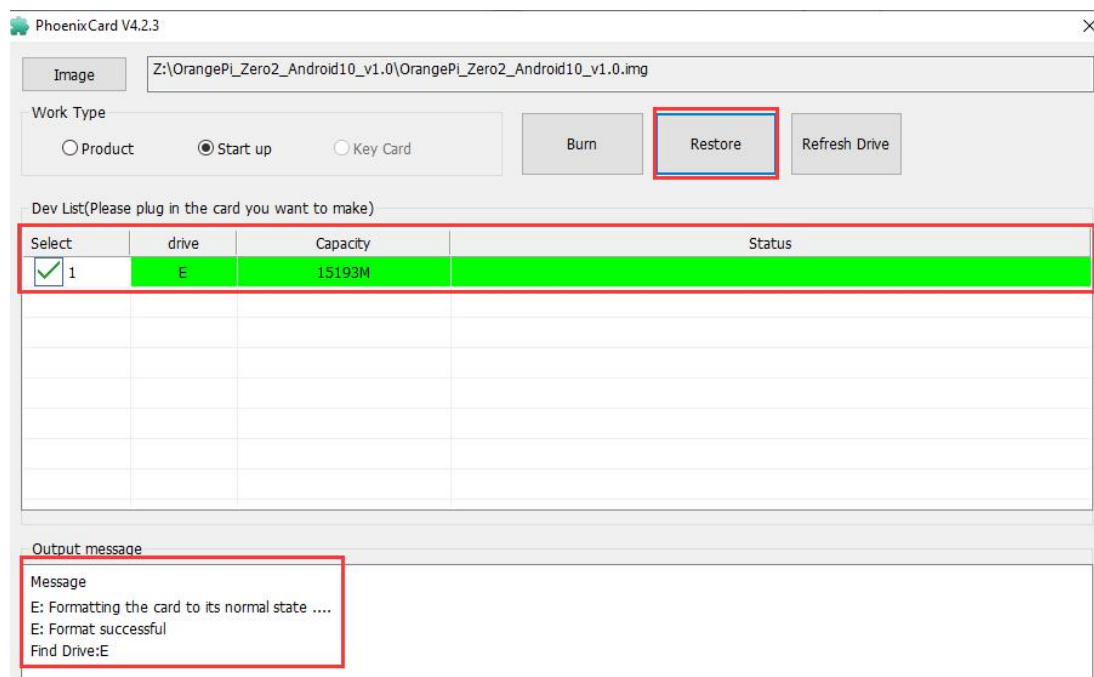 PhoenixCard V4.2.3
Image Z:\OrangePi_Zero2_Android10_v1.0\OrangePi_Zero2_Android10_v1.0.img
Work Type
Product Start up Key Card Burn Restore Refresh Drive
Dev List(Please plug in the card you want to make)
Select drive Capacity Status
1 E 15193M
Output message
Message
E: Formatting the card to its normal state ....
E: Format successful
Find Drive:E